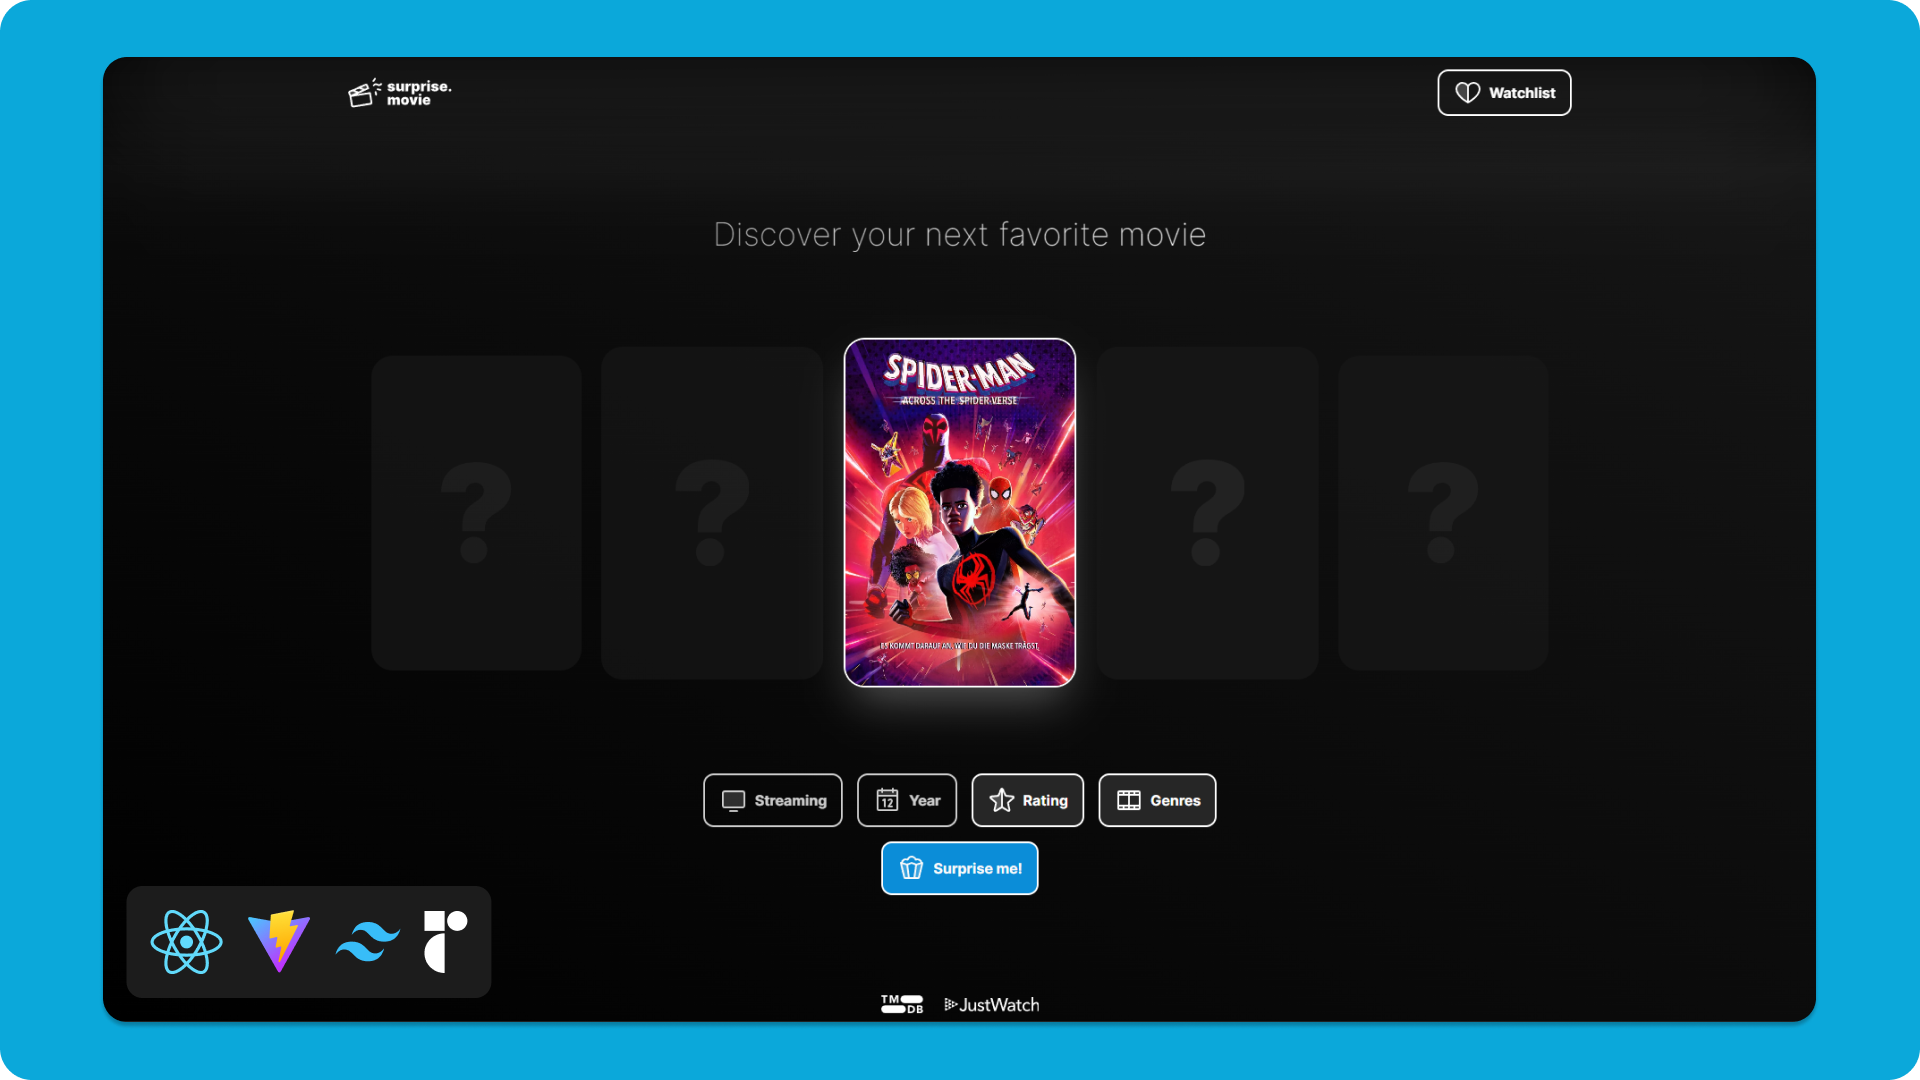 surprise.
movie
Watchlist
Discover your next favorite movie
?
?
SPIDER-MAN
ACROSS THE SPIDER-VERSE
ES KOMMT DARAUF AN, WIE DU DIE MASKE TRÄGST.
?
?
Streaming
12
Year
Rating
Genres
Surprise me!
TM
DB
JustWatch